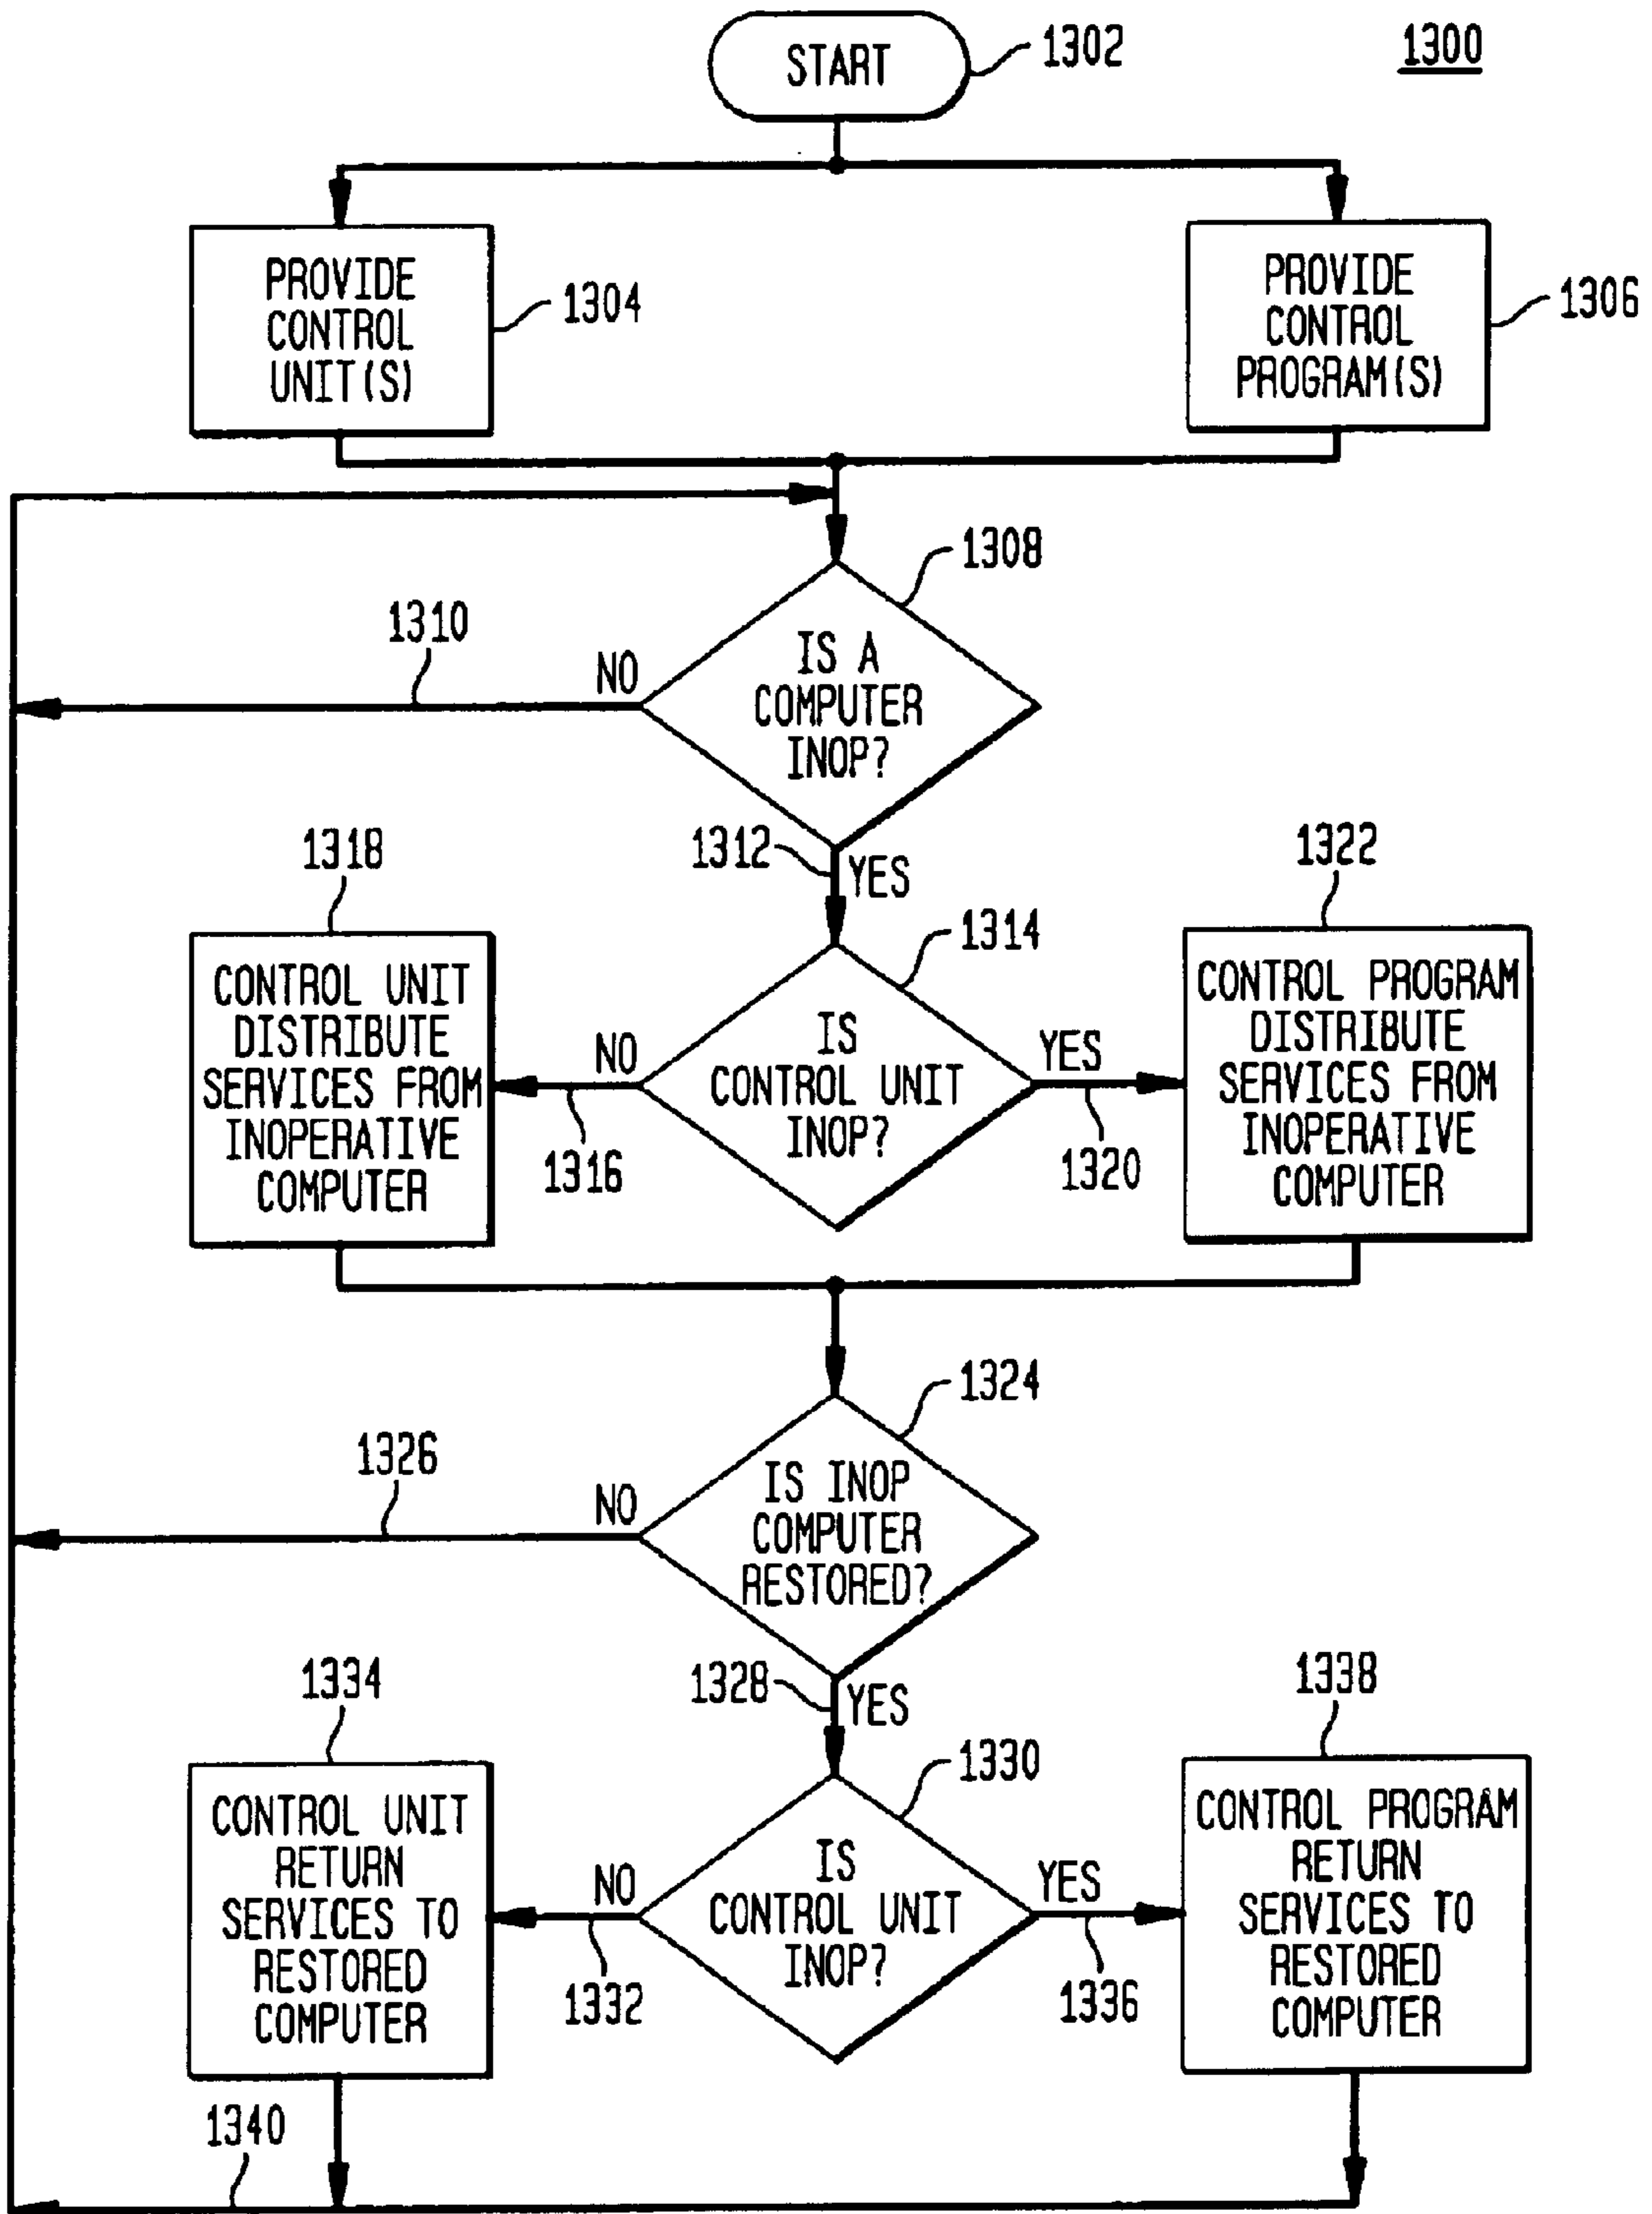 START
1302
1300
PROVIDE
CONTROL
UNIT(S)
1304
PROVIDE
CONTROL
PROGRAM(S)
1306
1308
IS A
COMPUTER
INOP?
NO
1310
1312
YES
1318
1322
1314
CONTROL UNIT
DISTRIBUTE
SERVICES FROM
INOPERATIVE
COMPUTER
NO
1316
IS
CONTROL UNIT
INOP?
YES
1320
CONTROL PROGRAM
DISTRIBUTE
SERVICES FROM
INOPERATIVE
COMPUTER
1324
1326
NO
IS INOP
COMPUTER
RESTORED?
1328
YES
1334
1338
1330
CONTROL UNIT
RETURN
SERVICES TO
RESTORED
COMPUTER
NO
1332
IS
CONTROL UNIT
INOP?
YES
1336
CONTROL PROGRAM
RETURN
SERVICES TO
RESTORED
COMPUTER
1340